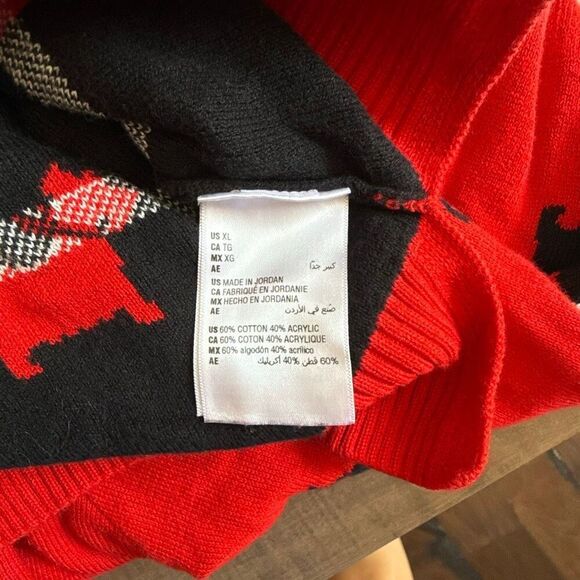 US XL
CA TG
MX XG
AE كبير جدًا
US MADE IN JORDAN
CA FABRIQUÉ EN JORDANIE
MX HECHO EN JORDANIA
AE صُنع في الأردن
US 60% COTTON 40% ACRYLIC
CA 60% COTON 40% ACRYLIQUE
MX 60% algodón 40% acrílico
AE 60% قطن 40% أكريليك